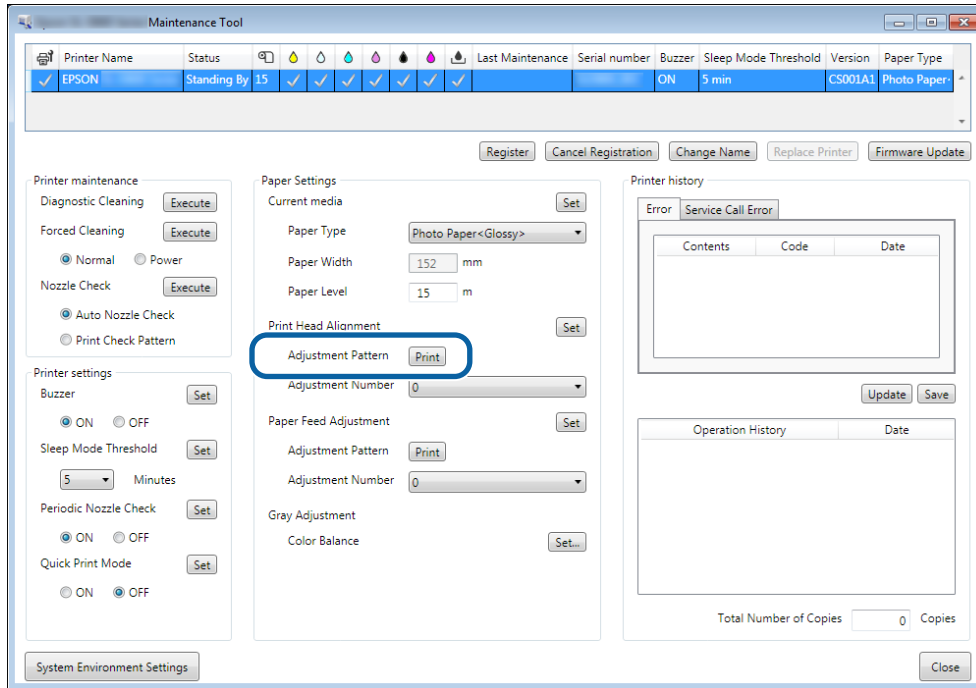 Maintenance Tool
Printer Name Status Last Maintenance Serial number Buzzer Sleep Mode Threshold Version Paper Type
EPSON Standing By 15 ON 5 min CS001A1 Photo Paper
Register Cancel Registration Change Name Replace Printer Firmware Update
Printer maintenance
Diagnostic Cleaning Execute
Forced Cleaning Execute
Normal Power
Nozzle Check Execute
Auto Nozzle Check
Print Check Pattern
Printer settings
Buzzer Set
ON OFF
Sleep Mode Threshold Set
5 Minutes
Periodic Nozzle Check Set
ON OFF
Quick Print Mode Set
ON OFF
Paper Settings
Current media Set
Paper Type Photo Paper<Glossy>
Paper Width 152 mm
Paper Level 15 m
Print Head Alignment Set
Adjustment Pattern Print
Adjustment Number 0
Paper Feed Adjustment Set
Adjustment Pattern Print
Adjustment Number 0
Gray Adjustment
Color Balance Set...
Printer history
Error Service Call Error
Contents Code Date
Update Save
Operation History Date
Total Number of Copies 0 Copies
System Environment Settings Close